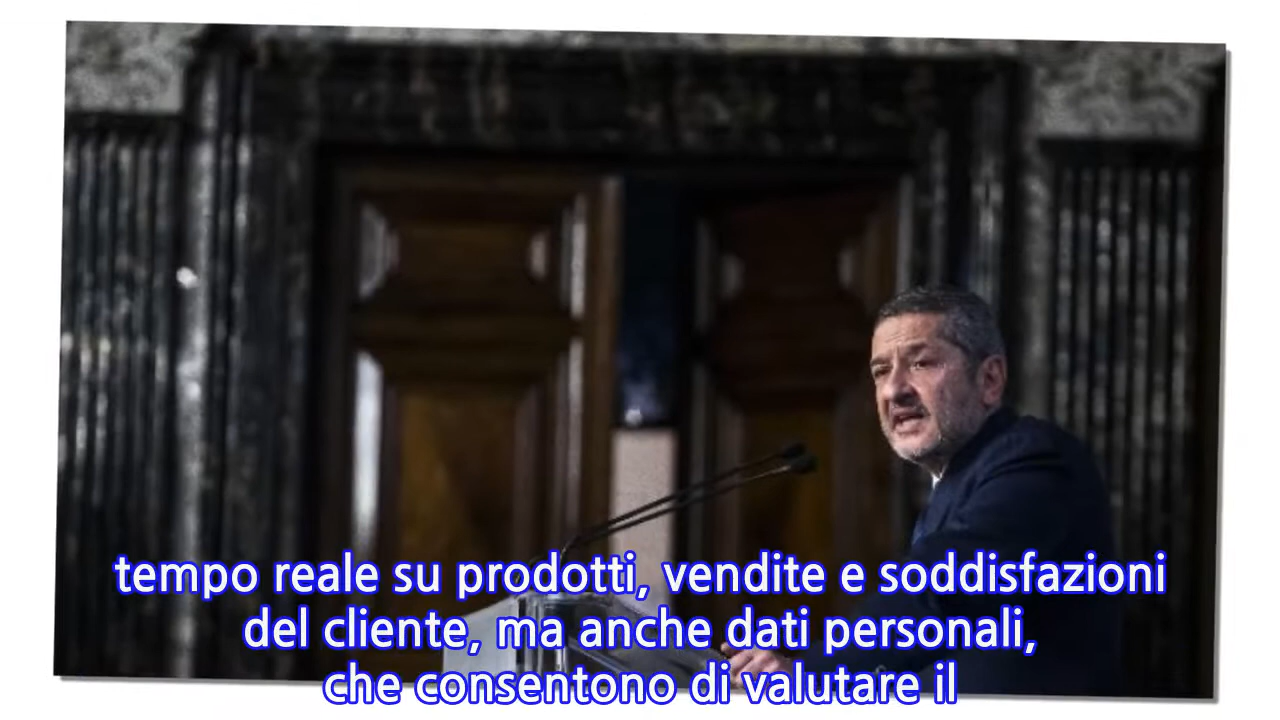 tempo reale su prodotti, vendite e soddisfazioni
del cliente, ma anche dati personali,
che consentono di valutare il